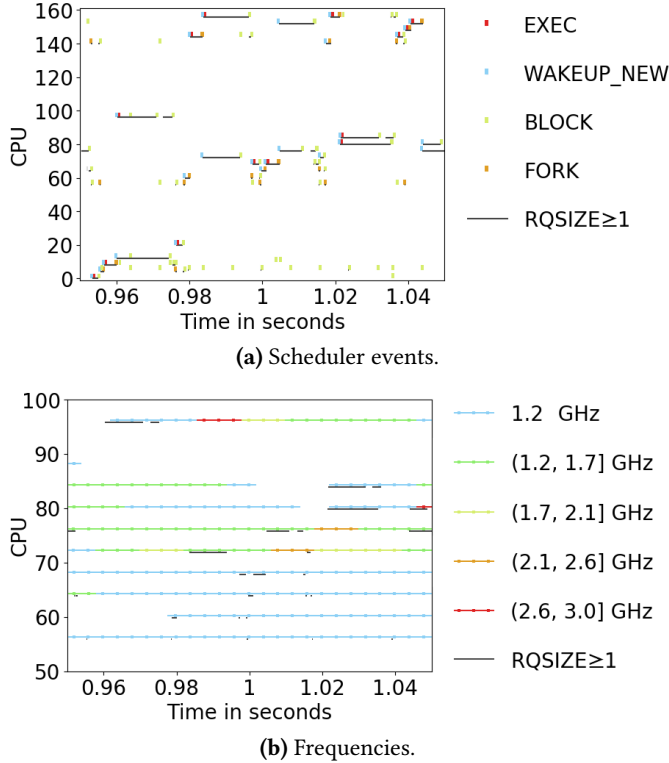 160
140
120
100
80
60
40
20
0
CPU
0.96 0.98 1 1.02 1.04
Time in seconds
EXEC
WAKEUP_NEW
BLOCK
FORK
RQSIZE≥1
(a) Scheduler events.
100
90
80
70
60
50
CPU
0.96 0.98 1 1.02 1.04
Time in seconds
1.2 GHz
(1.2, 1.7] GHz
(1.7, 2.1] GHz
(2.1, 2.6] GHz
(2.6, 3.0] GHz
RQSIZE≥1
(b) Frequencies.